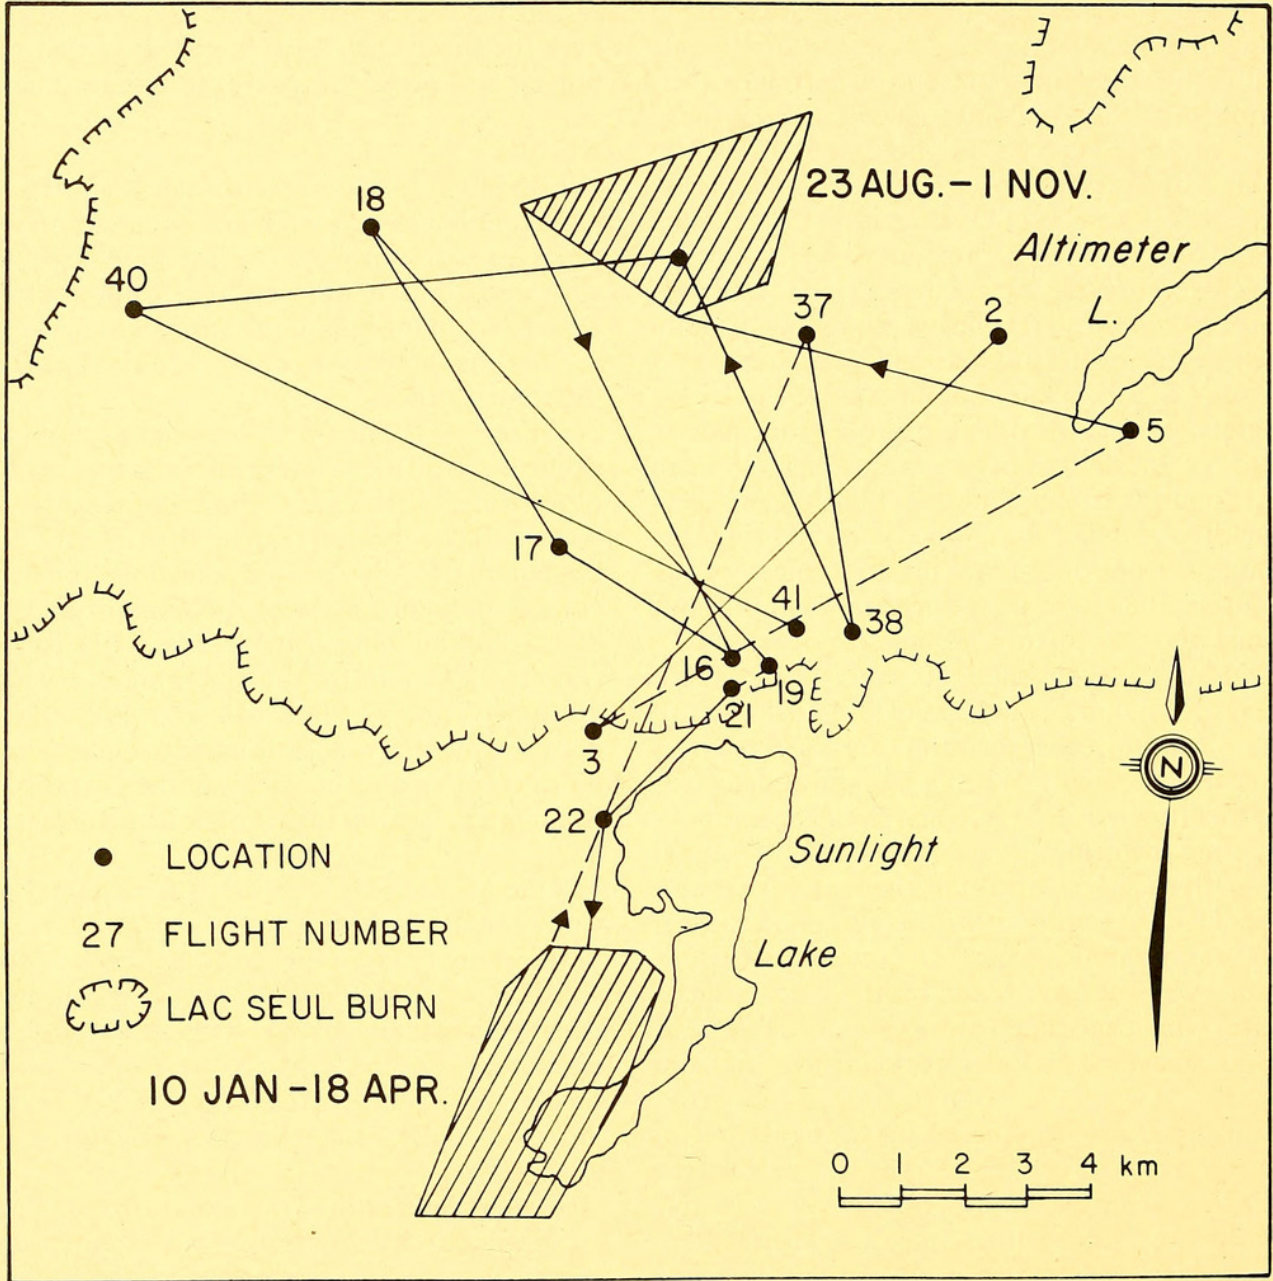 18
23 AUG. – 1 NOV.
Altimeter
L.
40
37
2
5
17
41
38
16
19
21
3
22
N
Sunlight
Lake
LOCATION
27 FLIGHT NUMBER
LAC SEUL BURN
10 JAN – 18 APR.
0 1 2 3 4 km